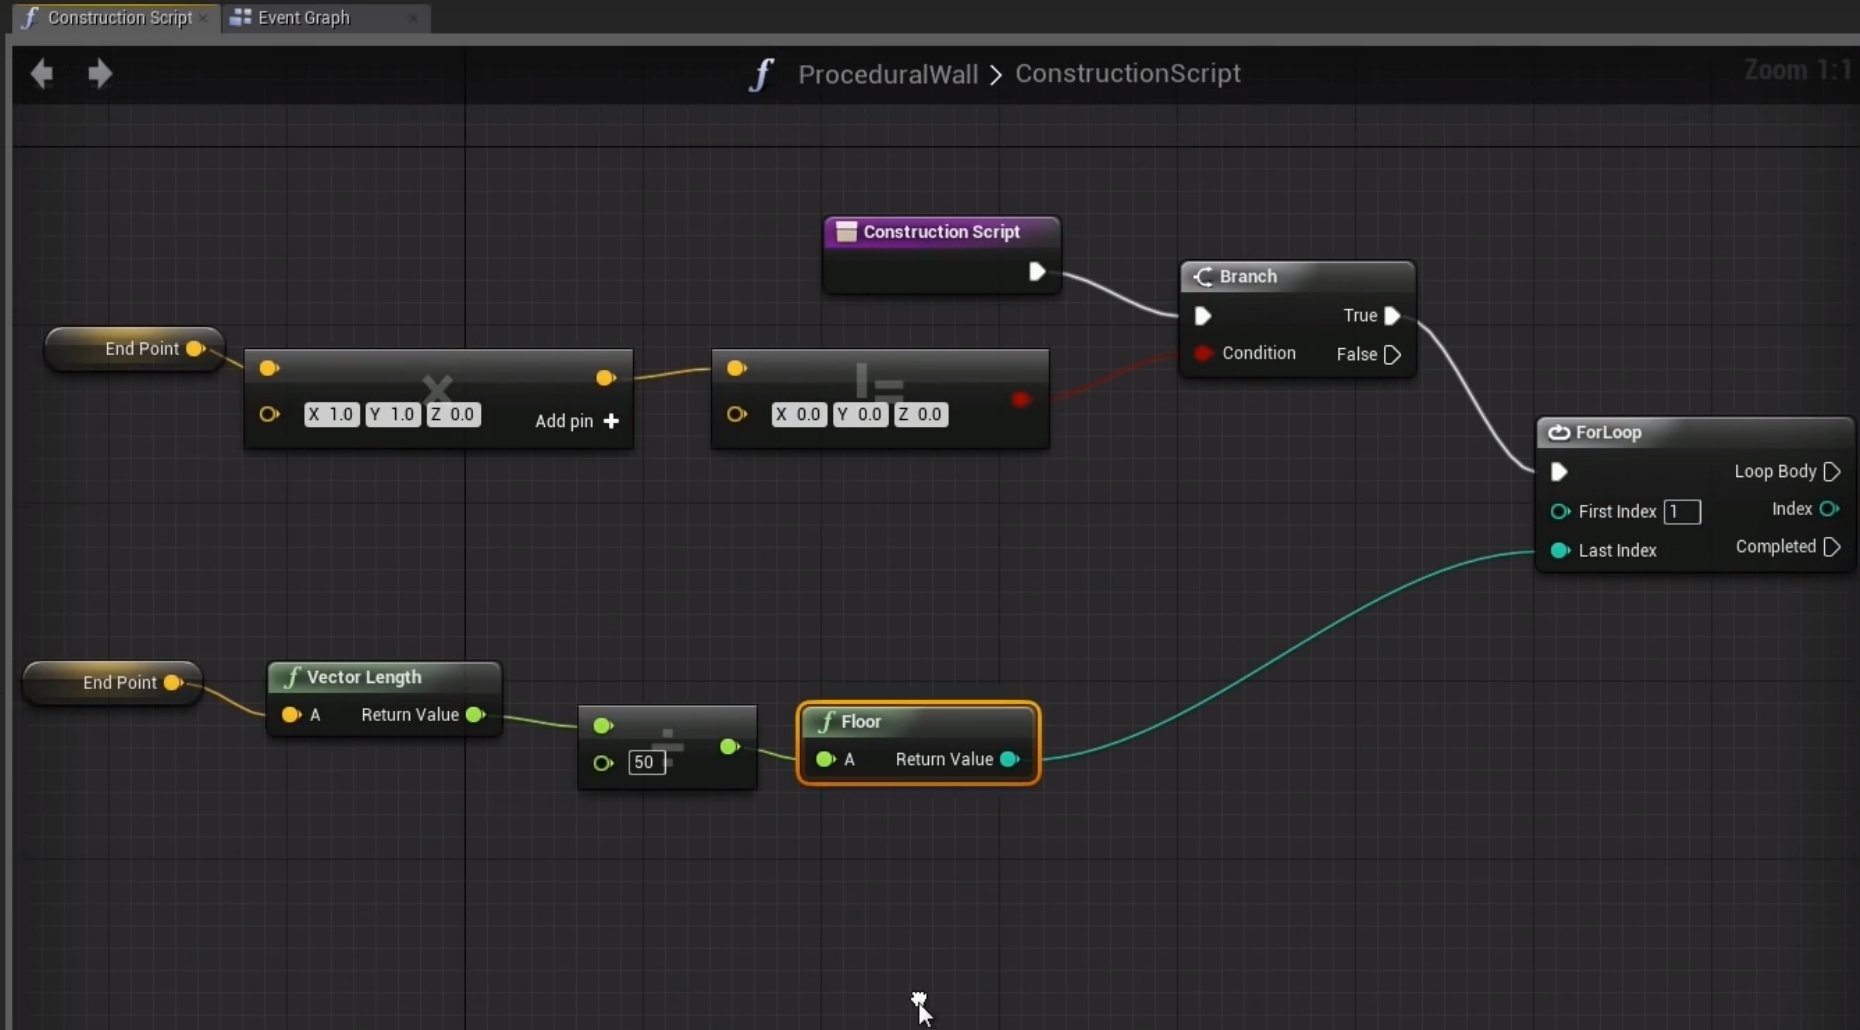 Construction Script
Event Graph
ProceduralWall > ConstructionScript
Zoom 1:1
Construction Script
Branch
True
Condition
False
End Point
X 1.0 Y 1.0 Z 0.0
Add pin +
!=
X 0.0 Y 0.0 Z 0.0
ForLoop
Loop Body
First Index 1
Index
Last Index
Completed
End Point
Vector Length
A Return Value
÷
50
Floor
A Return Value